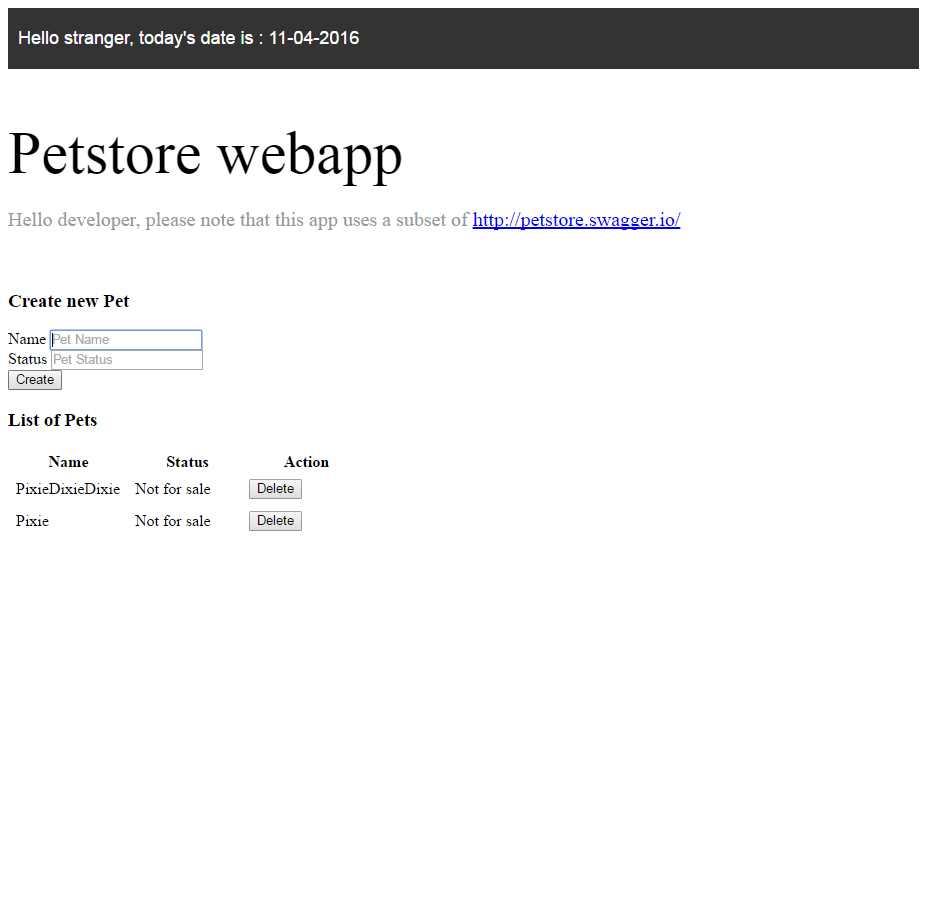 Hello stranger, today's date is : 11-04-2016
Petstore webapp
Hello developer, please note that this app uses a subset of http://petstore.swagger.io/
Create new Pet
Name Pet Name
Status Pet Status
Create
List of Pets
Name Status Action
PixieDixieDixie Not for sale Delete
Pixie Not for sale Delete